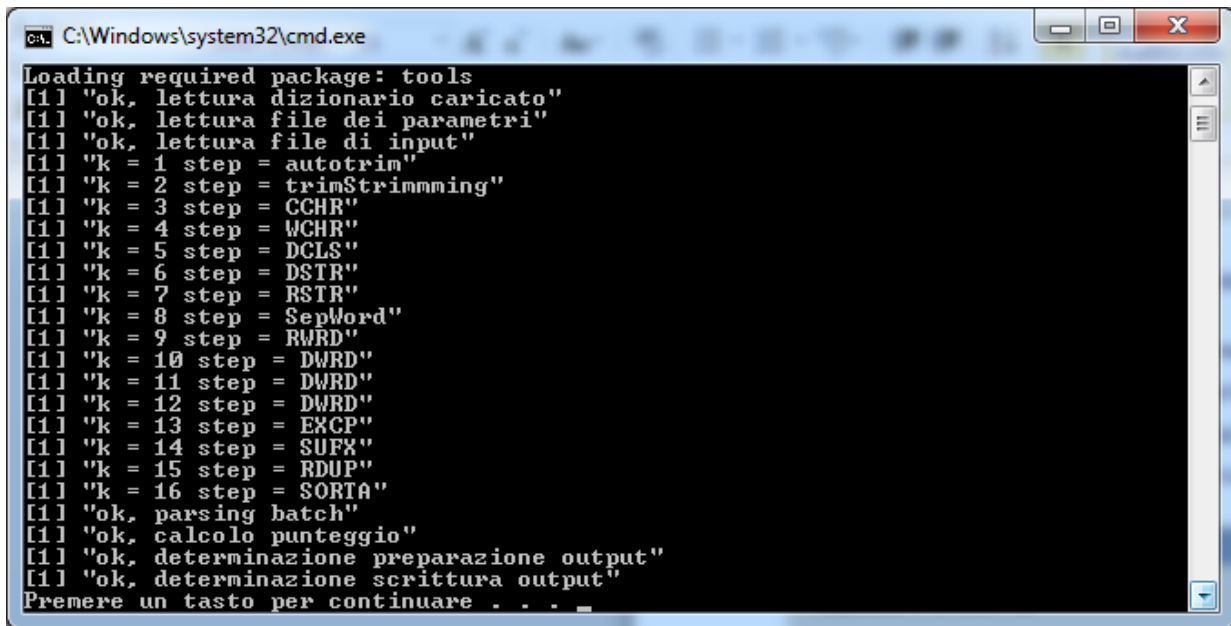 C:\Windows\system32\cmd.exe
Loading required package: tools
[1] "ok, lettura dizionario caricato"
[1] "ok, lettura file dei parametri"
[1] "ok, lettura file di input"
[1] "k = 1 step = autotrim"
[1] "k = 2 step = trimStrimmming"
[1] "k = 3 step = CCHR"
[1] "k = 4 step = WCHR"
[1] "k = 5 step = DCLS"
[1] "k = 6 step = DSTR"
[1] "k = 7 step = RSTR"
[1] "k = 8 step = SepWord"
[1] "k = 9 step = RWRD"
[1] "k = 10 step = DWRD"
[1] "k = 11 step = DWRD"
[1] "k = 12 step = DWRD"
[1] "k = 13 step = EXCP"
[1] "k = 14 step = SUFX"
[1] "k = 15 step = RDUP"
[1] "k = 16 step = SORTA"
[1] "ok, parsing batch"
[1] "ok, calcolo punteggio"
[1] "ok, determinazione preparazione output"
[1] "ok, determinazione scrittura output"
Premere un tasto per continuare . . . _